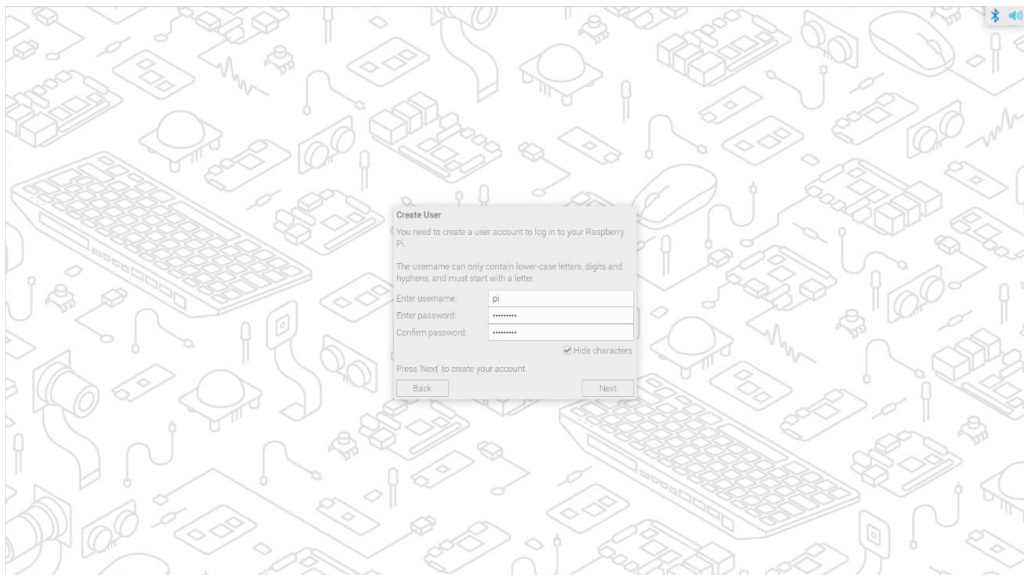 Create User
You need to create a user account to log in to your Raspberry
Pi.
The username can only contain lower-case letters, digits and
hyphens, and must start with a letter.
Enter username: pi
Enter password: •••••••••
Confirm password: •••••••••
Hide characters
Press 'Next' to create your account.
Back Next